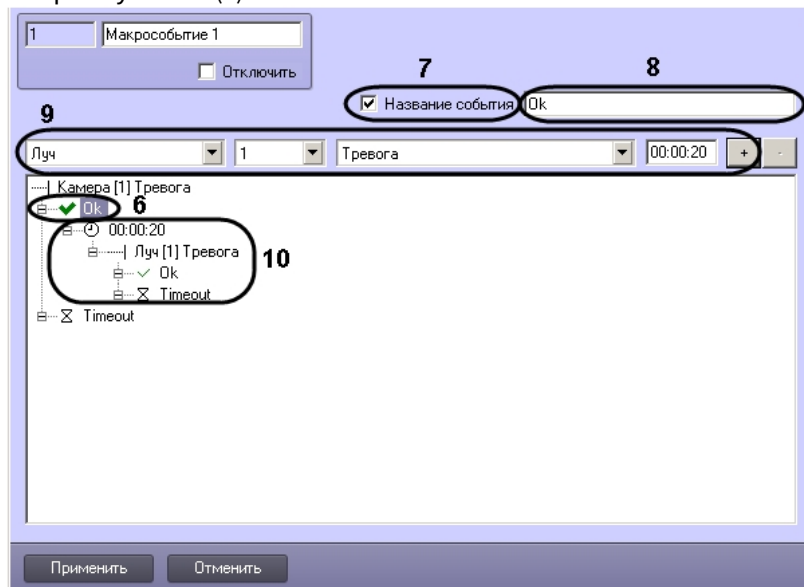 1 Макрособытие 1
Отключить
7 8
Название события Ok
9
Луч 1 Тревога 00:00:20 + -
Камера [1] Тревога
Ok 6
00:00:20
Луч [1] Тревога 10
Ok
Timeout
Timeout
Применить Отменить